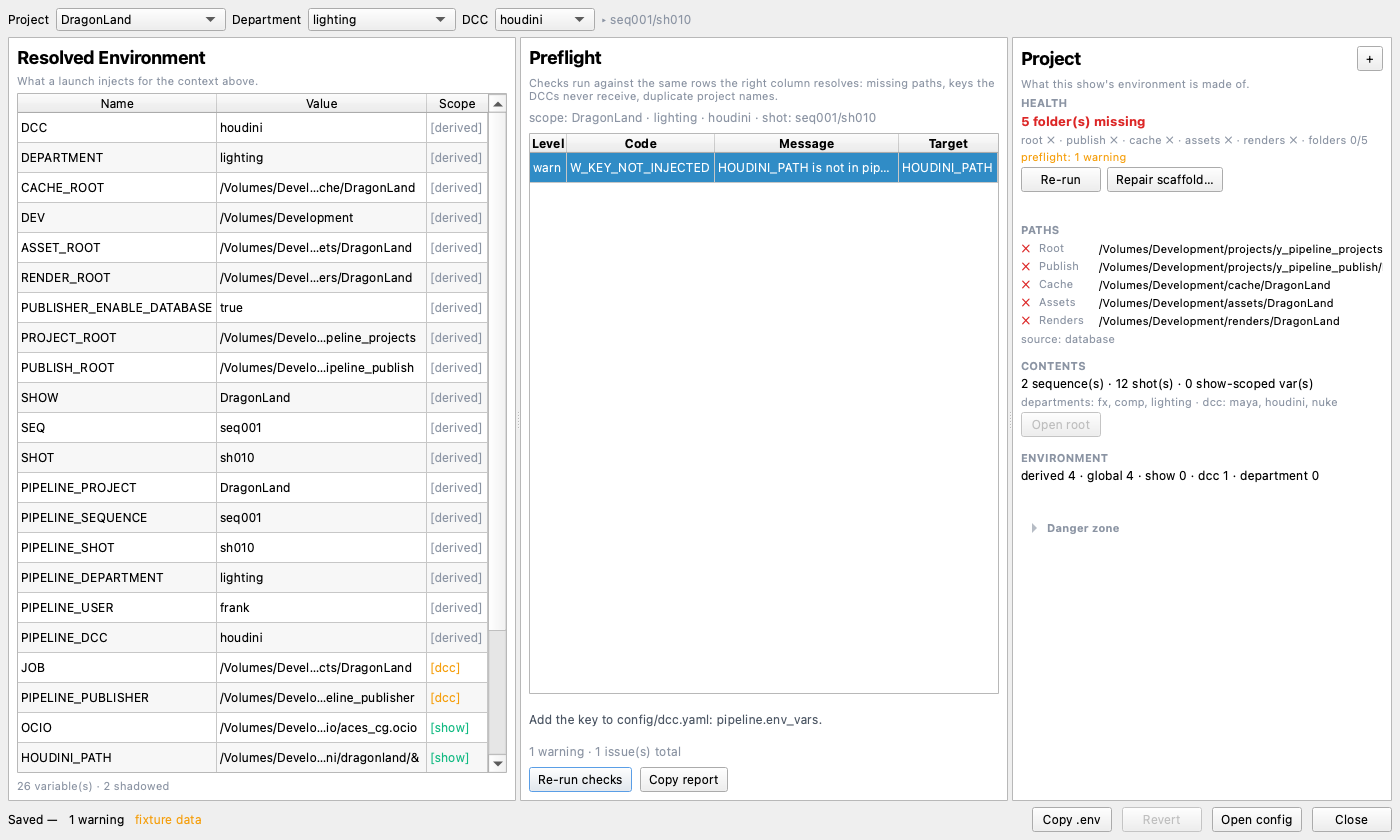 Project DragonLand Department lighting DCC houdini ▸ seq001/sh010
Resolved Environment
What a launch injects for the context above.
Name Value Scope
DCC houdini [derived]
DEPARTMENT lighting [derived]
CACHE_ROOT /Volumes/Devel...che/DragonLand [derived]
DEV /Volumes/Development [derived]
ASSET_ROOT /Volumes/Devel...ets/DragonLand [derived]
RENDER_ROOT /Volumes/Devel...ers/DragonLand [derived]
PUBLISHER_ENABLE_DATABASE true [derived]
PROJECT_ROOT /Volumes/Develo...peline_projects [derived]
PUBLISH_ROOT /Volumes/Develo...ipeline_publish [derived]
SHOW DragonLand [derived]
SEQ seq001 [derived]
SHOT sh010 [derived]
PIPELINE_PROJECT DragonLand [derived]
PIPELINE_SEQUENCE seq001 [derived]
PIPELINE_SHOT sh010 [derived]
PIPELINE_DEPARTMENT lighting [derived]
PIPELINE_USER frank [derived]
PIPELINE_DCC houdini [derived]
JOB /Volumes/Devel...cts/DragonLand [dcc]
PIPELINE_PUBLISHER /Volumes/Develo...eline_publisher [dcc]
OCIO /Volumes/Develo...io/aces_cg.ocio [show]
HOUDINI_PATH /Volumes/Develo...ni/dragonland/& [show]
26 variable(s) · 2 shadowed
Preflight
Checks run against the same rows the right column resolves: missing paths, keys the
DCCs never receive, duplicate project names.
scope: DragonLand · lighting · houdini · shot: seq001/sh010
Level Code Message Target
warn W_KEY_NOT_INJECTED HOUDINI_PATH is not in pip... HOUDINI_PATH
Add the key to config/dcc.yaml: pipeline.env_vars.
1 warning · 1 issue(s) total
Re-run checks Copy report
Project +
What this show's environment is made of.
HEALTH
5 folder(s) missing
root ✕ · publish ✕ · cache ✕ · assets ✕ · renders ✕ · folders 0/5
preflight: 1 warning
Re-run Repair scaffold...
PATHS
✕ Root /Volumes/Development/projects/y_pipeline_projects
✕ Publish /Volumes/Development/projects/y_pipeline_publish/
✕ Cache /Volumes/Development/cache/DragonLand
✕ Assets /Volumes/Development/assets/DragonLand
✕ Renders /Volumes/Development/renders/DragonLand
source: database
CONTENTS
2 sequence(s) · 12 shot(s) · 0 show-scoped var(s)
departments: fx, comp, lighting · dcc: maya, houdini, nuke
Open root
ENVIRONMENT
derived 4 · global 4 · show 0 · dcc 1 · department 0
Danger zone
Saved — 1 warning fixture data
Copy .env Revert Open config Close